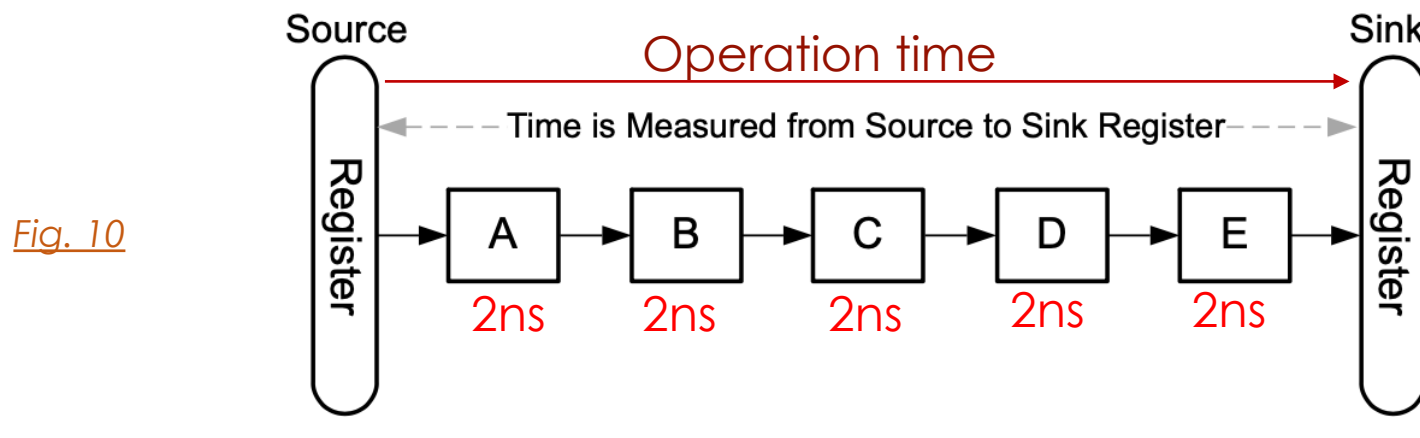 Source
Sink
Operation time
Time is Measured from Source to Sink Register
Register
A
B
C
D
E
Register
Fig. 10
2ns
2ns
2ns
2ns
2ns